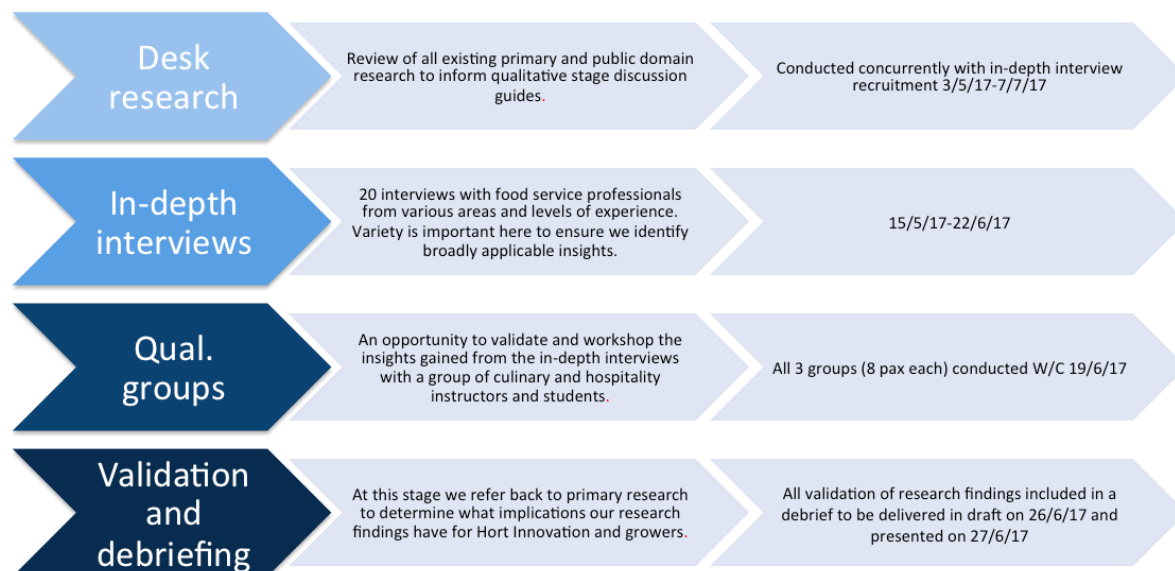 Desk
research
Review of all existing primary and public domain
research to inform qualitative stage discussion
guides.
Conducted concurrently with in-depth interview
recruitment 3/5/17-7/7/17
In-depth
interviews
20 interviews with food service professionals
from various areas and levels of experience.
Variety is important here to ensure we identify
broadly applicable insights.
15/5/17-22/6/17
Qual.
groups
An opportunity to validate and workshop the
insights gained from the in-depth interviews
with a group of culinary and hospitality
instructors and students.
All 3 groups (8 pax each) conducted W/C 19/6/17
Validation
and
debriefing
At this stage we refer back to primary research
to determine what implications our research
findings have for Hort Innovation and growers.
All validation of research findings included in a
debrief to be delivered in draft on 26/6/17 and
presented on 27/6/17